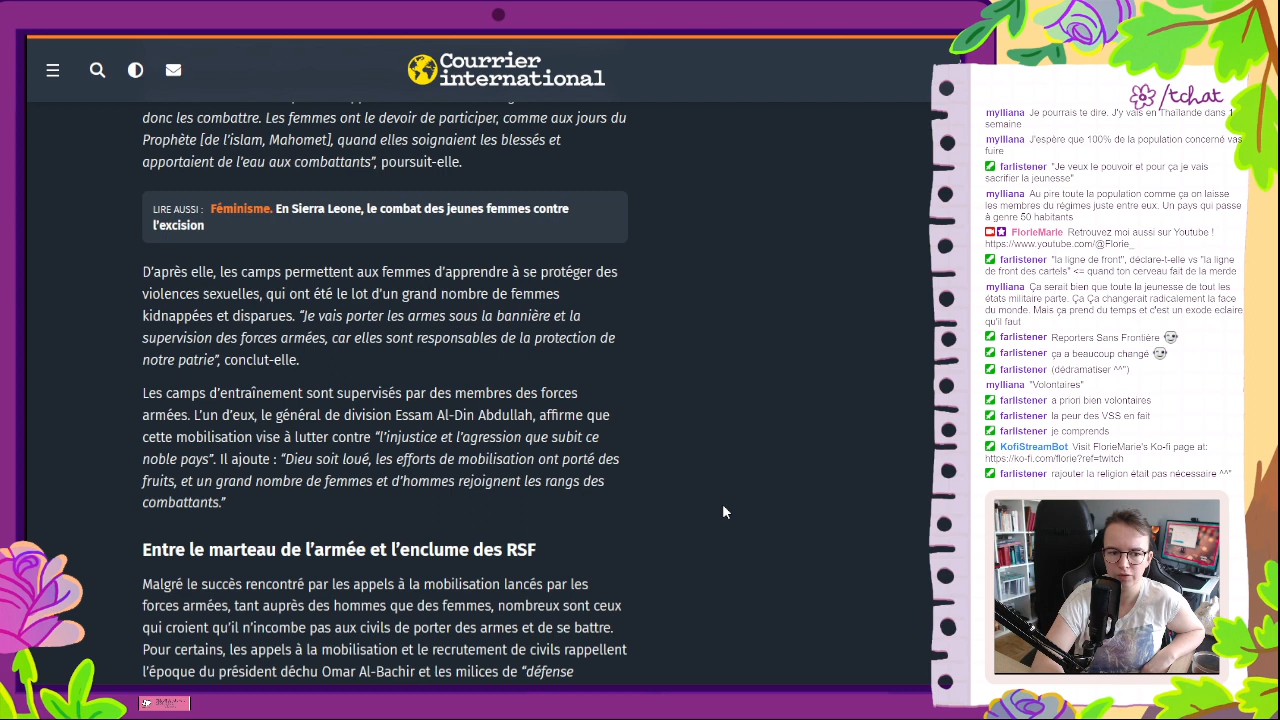 Courrier
international
donc les combattre. Les femmes ont le devoir de participer, comme aux jours du
Prophète [de l'islam, Mahomet], quand elles soignaient les blessés et
apportaient de l'eau aux combattants”, poursuit-elle.
LIRE AUSSI : Féminisme. En Sierra Leone, le combat des jeunes femmes contre
l'excision
D'après elle, les camps permettent aux femmes d'apprendre à se protéger des
violences sexuelles, qui ont été le lot d'un grand nombre de femmes
kidnappées et disparues. “Je vais porter les armes sous la bannière et la
supervision des forces armées, car elles sont responsables de la protection de
notre patrie”, conclut-elle.
Les camps d'entraînement sont supervisés par des membres des forces
armées. L'un d'eux, le général de division Essam Al-Din Abdullah, affirme que
cette mobilisation vise à lutter contre “l'injustice et l'agression que subit ce
noble pays”. Il ajoute : “Dieu soit loué, les efforts de mobilisation ont porté des
fruits, et un grand nombre de femmes et d'hommes rejoignent les rangs des
combattants.”
Entre le marteau de l'armée et l'enclume des RSF
Malgré le succès rencontré par les appels à la mobilisation lancés par les
forces armées, tant auprès des hommes que des femmes, nombreux sont ceux
qui croient qu'il n'incombe pas aux civils de porter des armes et de se battre.
Pour certains, les appels à la mobilisation et le recrutement de civils rappellent
l'époque du président déchu Omar Al-Bachir et les milices de “défense
/tchat
mylliana Je pourrais te dire. J'y vais en Thaïlande dans 1
semaine
mylliana J'espère que 100% de la population concerné vas
fuire
farlistener "Je veux le pouvoir et pour ça je vais
sacrifier la jeunesse"
mylliana Au pire toute la population comme ça on laisse
les membres du régimes juste entre eux. Un pays qui passe
à genre 50 habitants
FlorieMarie Retrouvez moi aussi sur Youtube !
https://www.youtube.com/@Florie_
farlistener "la ligne de front", déclare-t-elle vs "la ligne
de front des cartels" <= quand ton cerveau fait de la merde
mylliana Ça serait bien que toute la jeunesse de tout les
états militaire parte. Ça Ça changerait radicalement la face
du monde. Mais ça prend du temps et c'est un exode eclaire
qu'il faut
farlistener Reporters Sans Frontière
farlistener ça a beaucoup changé
farlistener (dédramatiser ^^")
mylliana "Volontaires"
farlistener a priori bien volontaires
farlistener la peur des VSS en fait
farlistener je comprends
KofiStreamBot Visit FlorieMarie's Ko-fi page at:
https://ko-fi.com/florie?ref=twitch
farlistener rajouter la religion était pas nécessaire ^^"